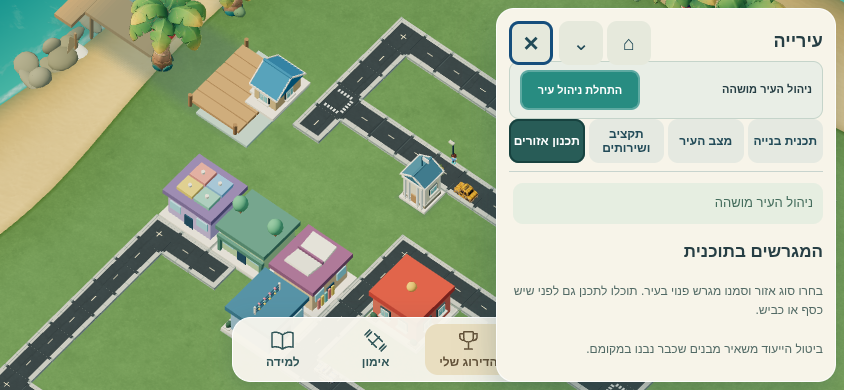 עירייה
ניהול העיר מושהה
התחלת ניהול עיר
תכנית בנייה
מצב העיר
תקציב
ושירותים
תכנון אזורים
ניהול העיר מושהה
המגרשים בתוכנית
בחרו סוג אזור וסמנו מגרש פנוי בעיר. תוכלו לתכנן גם לפני שיש
כסף או כביש.
ביטול הייעוד משאיר מבנים שכבר נבנו במקומם.
הדירוג שלי
אימון
למידה